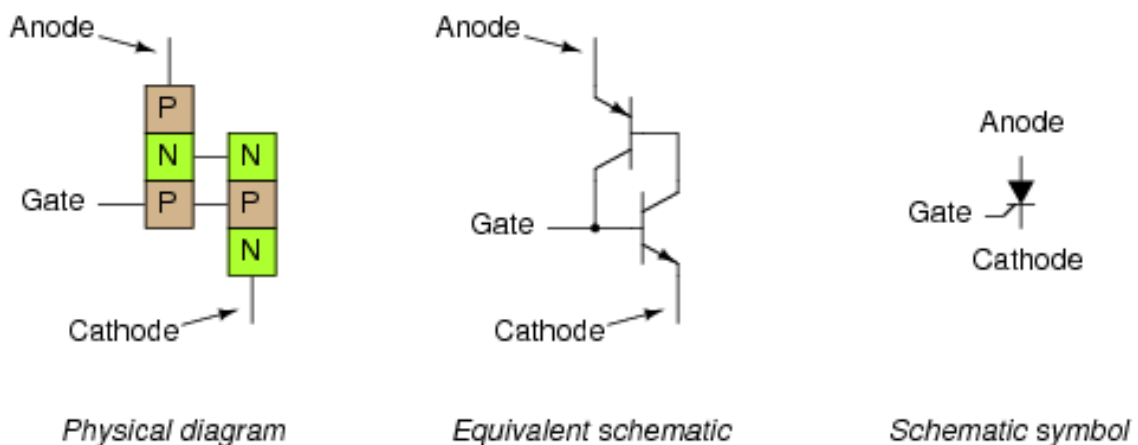 Anode
P
N
N
Gate
P
P
N
Cathode
Physical diagram
Anode
Gate
Cathode
Equivalent schematic
Anode
Gate
Cathode
Schematic symbol